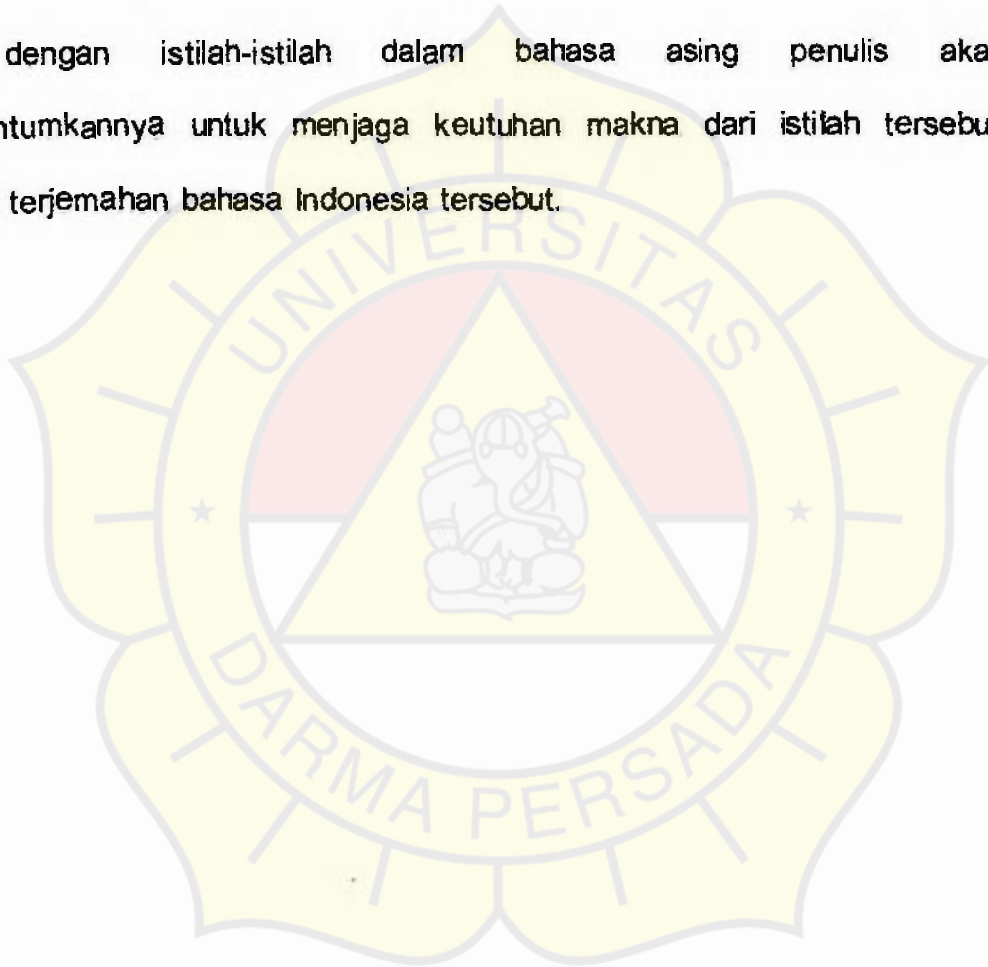 dengan istilah-istilah dalam bahasa asing penulis aka
ntumkannya untuk menjaga keutuhan makna dari istilah tersebu
terjemahan bahasa Indonesia tersebut.
UNIVERSITAS
DARMA PERSADA